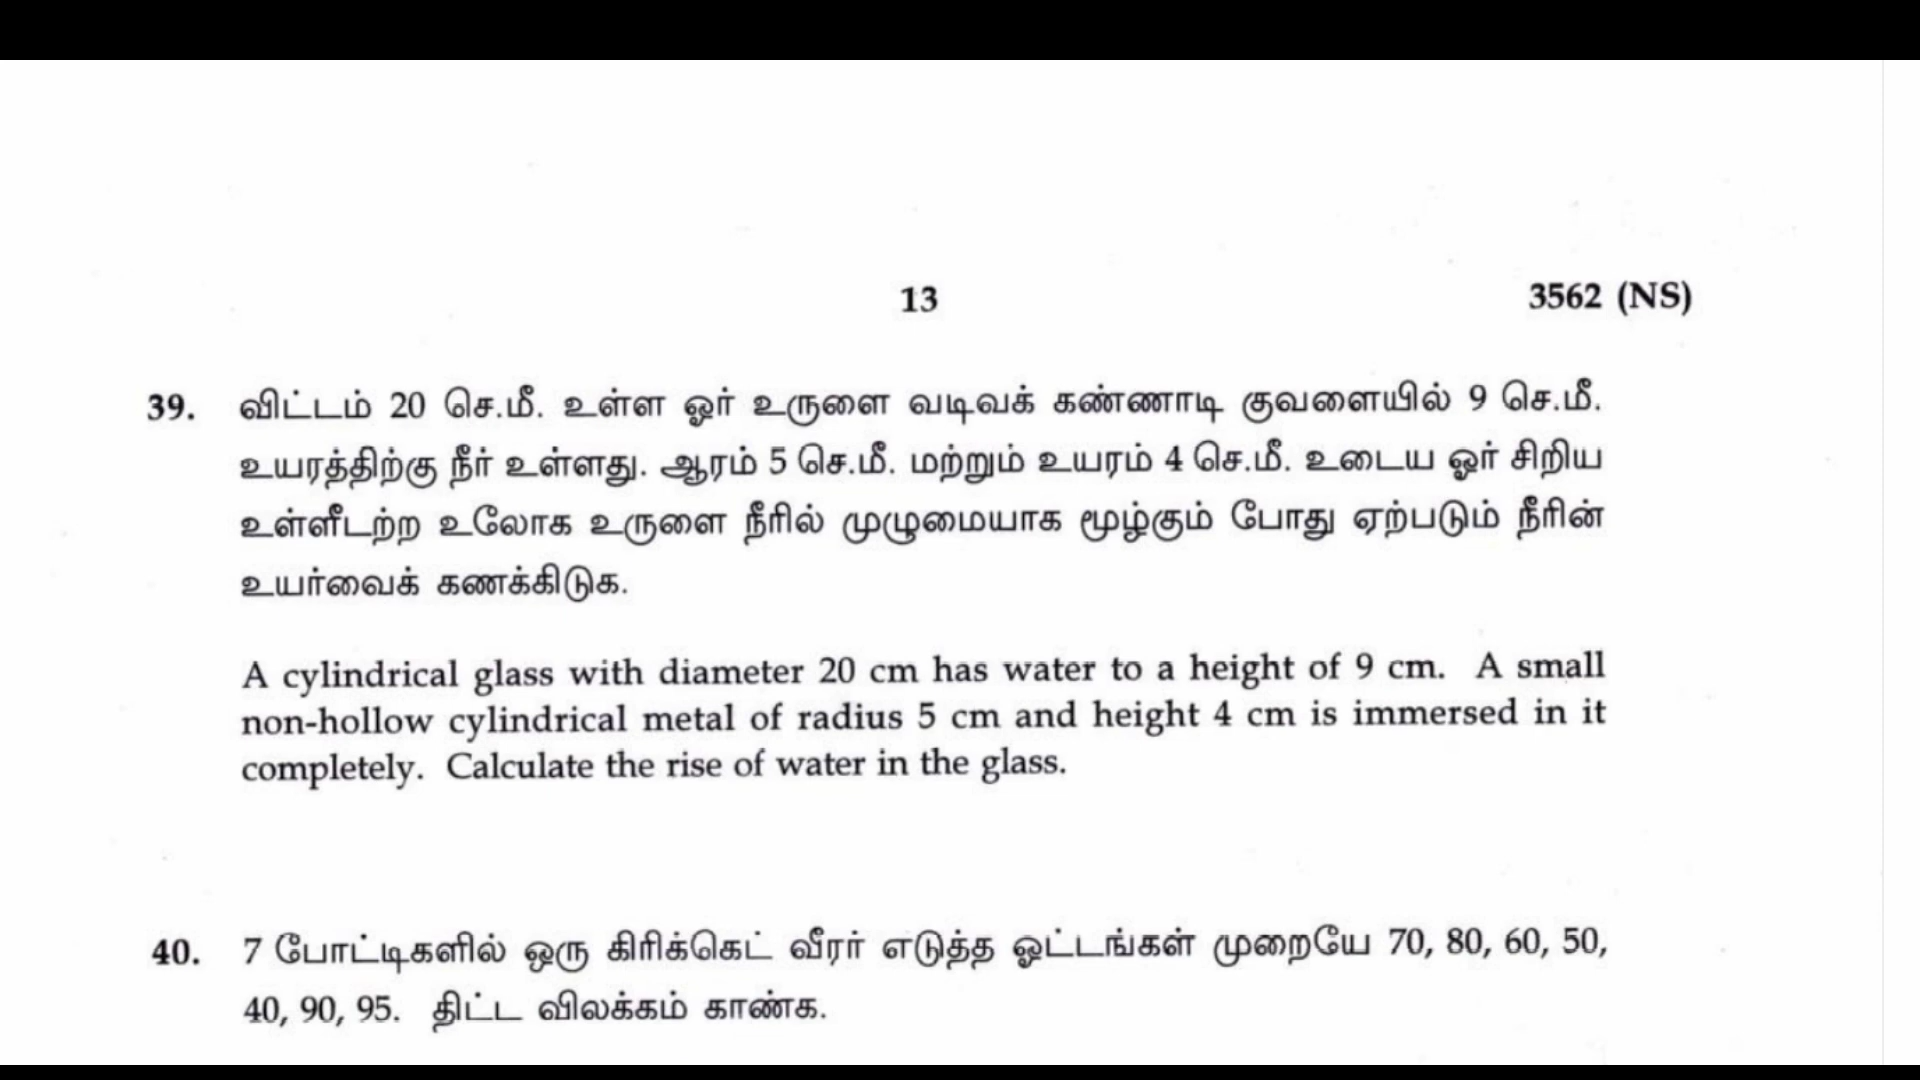 13
3562 (NS)
39. விட்டம் 20 செ.மீ. உள்ள ஓர் உருளை வடிவக் கண்ணாடி குவளையில் 9 செ.மீ.
உயரத்திற்கு நீர் உள்ளது. ஆரம் 5 செ.மீ. மற்றும் உயரம் 4 செ.மீ. உடைய ஓர் சிறிய
உள்ளீடற்ற உலோக உருளை நீரில் முழுமையாக மூழ்கும் போது ஏற்படும் நீரின்
உயர்வைக் கணக்கிடுக.
A cylindrical glass with diameter 20 cm has water to a height of 9 cm. A small
non-hollow cylindrical metal of radius 5 cm and height 4 cm is immersed in it
completely. Calculate the rise of water in the glass.
40. 7 போட்டிகளில் ஒரு கிரிக்கெட் வீரர் எடுத்த ஓட்டங்கள் முறையே 70, 80, 60, 50,
40, 90, 95. திட்ட விலக்கம் காண்க.